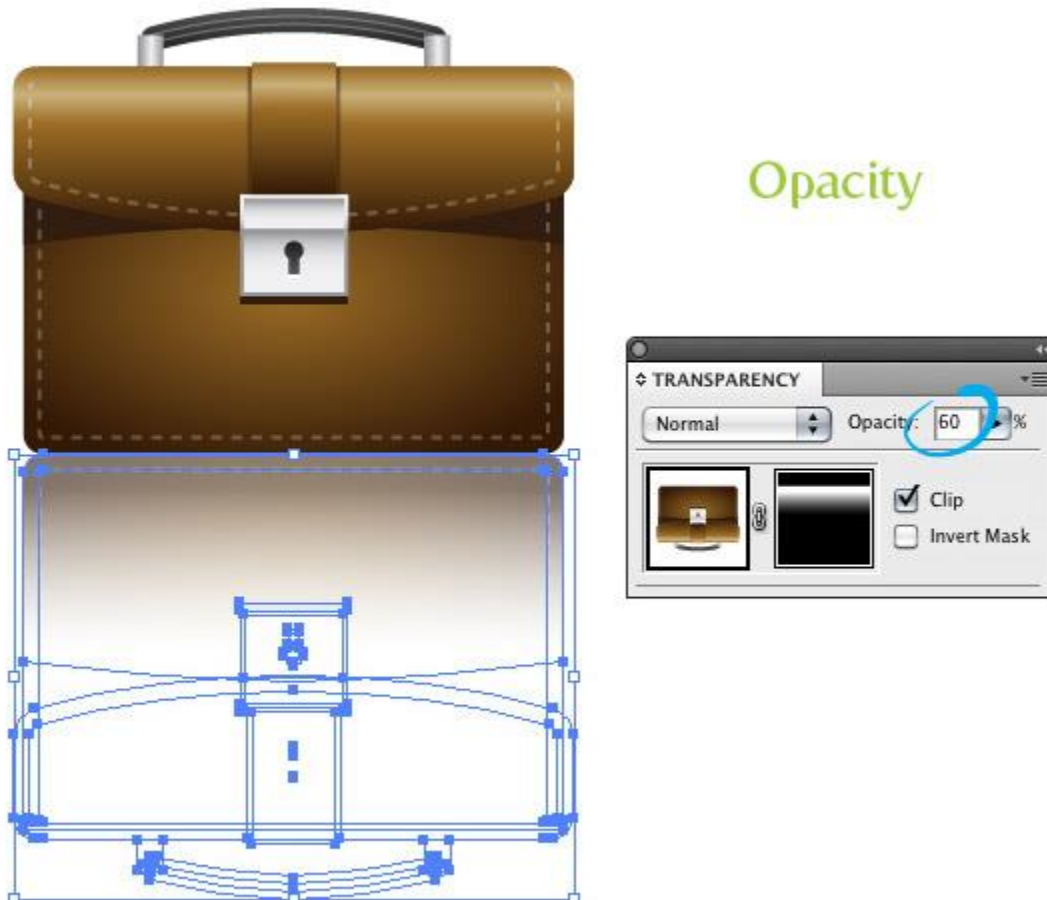 Opacity
TRANSPARENCY
Normal Opacity: 60 %
Clip
Invert Mask